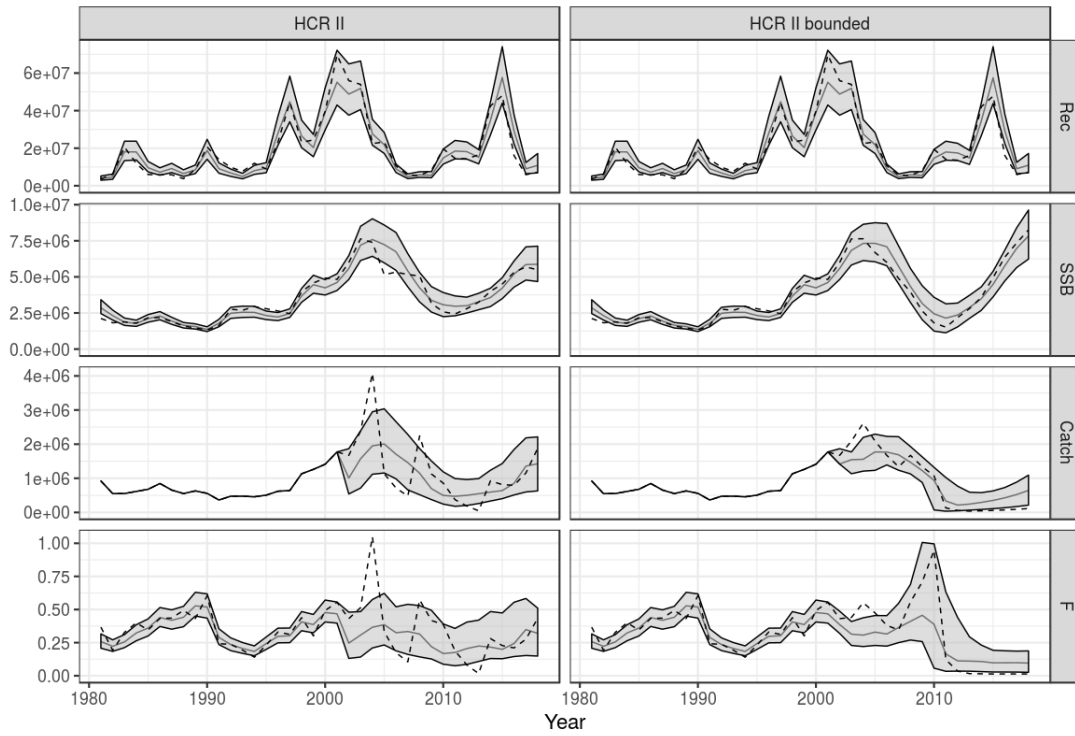 HCR II
HCR II bounded
6e+07
4e+07
2e+07
0e+00
Rec
1.0e+07
7.5e+06
5.0e+06
2.5e+06
0.0e+00
SSB
4e+06
3e+06
2e+06
1e+06
0e+00
Catch
1.00
0.75
0.50
0.25
0.00
F
1980 1990 2000 2010 1980 1990 2000 2010
Year